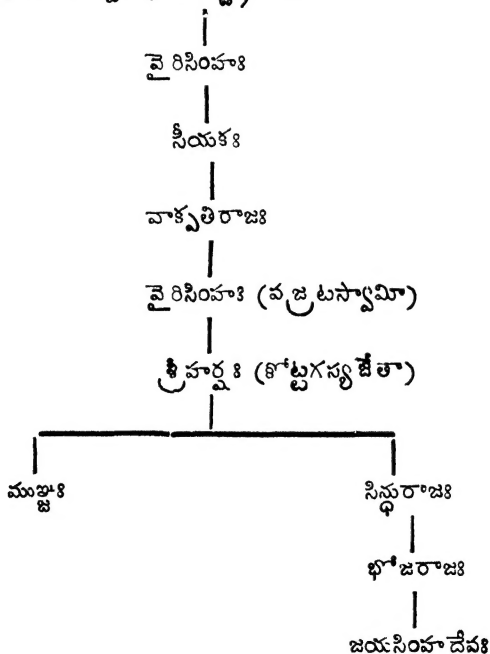 వైరిసింహః
సీయకః
వాక్పతిరాజః
వైరిసింహః (వజ్రటస్వామీ)
శ్రీహర్షః (కోట్టగస్యజేతా)
ముఞ్జః సిన్ధురాజః
భోజరాజః
జయసింహదేవః